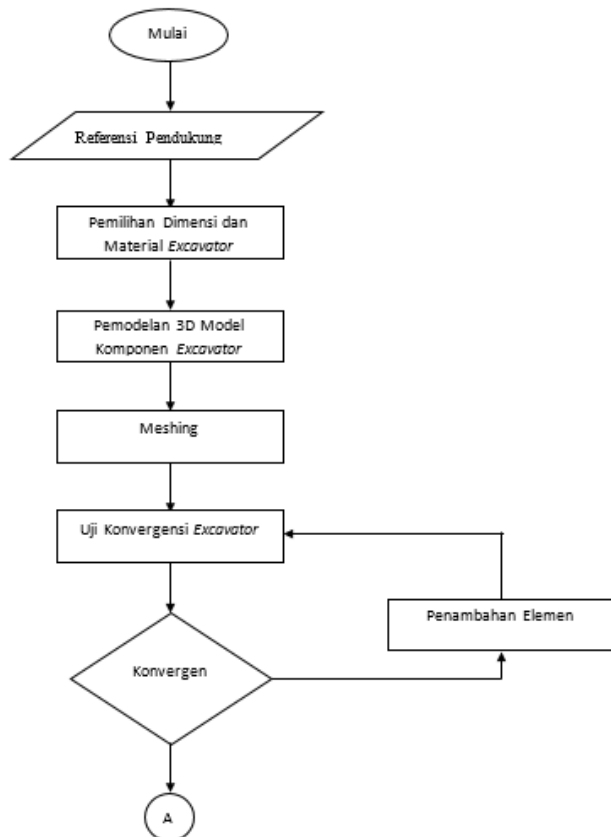 Mulai
Referensi Pendukung
Pemilihan Dimensi dan
Material Excavator
Pemodelan 3D Model
Komponen Excavator
Meshing
Uji Konvergensi Excavator
Penambahan Elemen
Konvergen
A